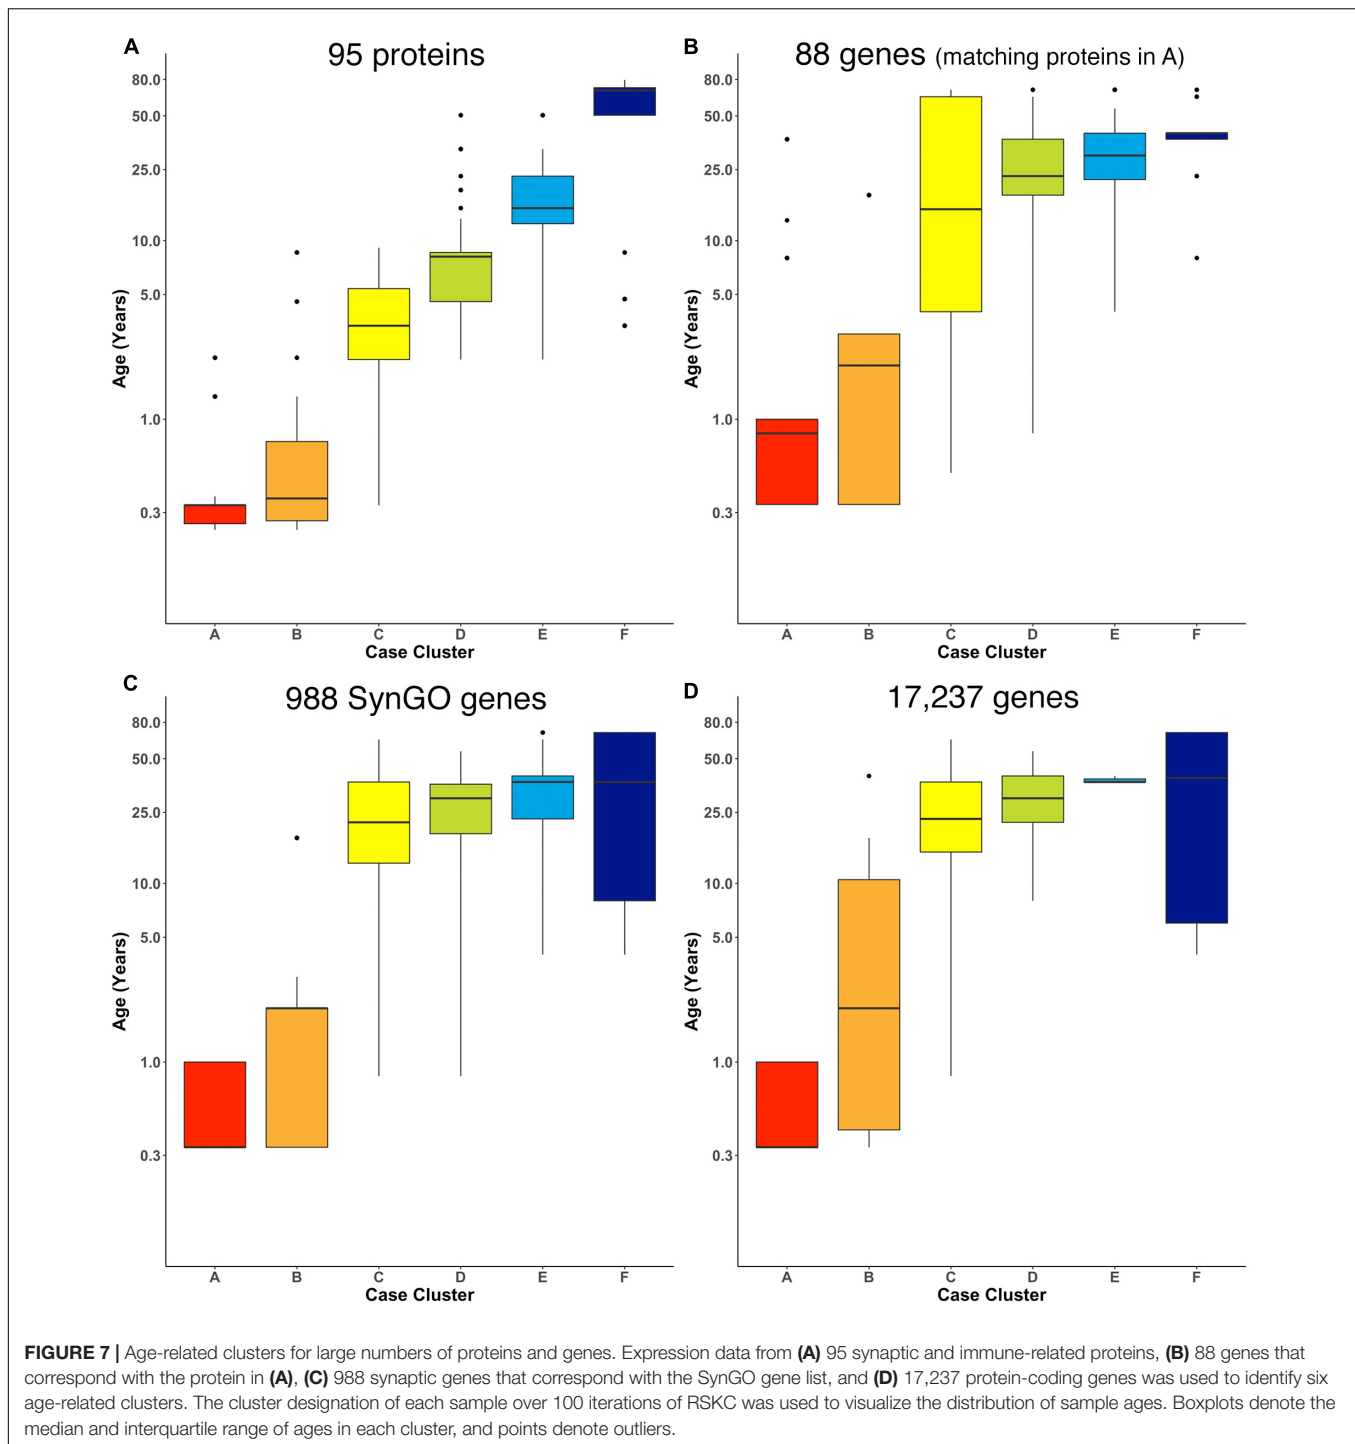 A
95 proteins
80.0
50.0
25.0
10.0
5.0
1.0
0.3
Age (Years)
A B C D E F
Case Cluster
B
88 genes (matching proteins in A)
80.0
50.0
25.0
10.0
5.0
1.0
0.3
Age (Years)
A B C D E F
Case Cluster
C
988 SynGO genes
80.0
50.0
25.0
10.0
5.0
1.0
0.3
Age (Years)
A B C D E F
Case Cluster
D
17,237 genes
80.0
50.0
25.0
10.0
5.0
1.0
0.3
Age (Years)
A B C D E F
Case Cluster
FIGURE 7 | Age-related clusters for large numbers of proteins and genes. Expression data from (A) 95 synaptic and immune-related proteins, (B) 88 genes that
correspond with the protein in (A), (C) 988 synaptic genes that correspond with the SynGO gene list, and (D) 17,237 protein-coding genes was used to identify six
age-related clusters. The cluster designation of each sample over 100 iterations of RSKC was used to visualize the distribution of sample ages. Boxplots denote the
median and interquartile range of ages in each cluster, and points denote outliers.